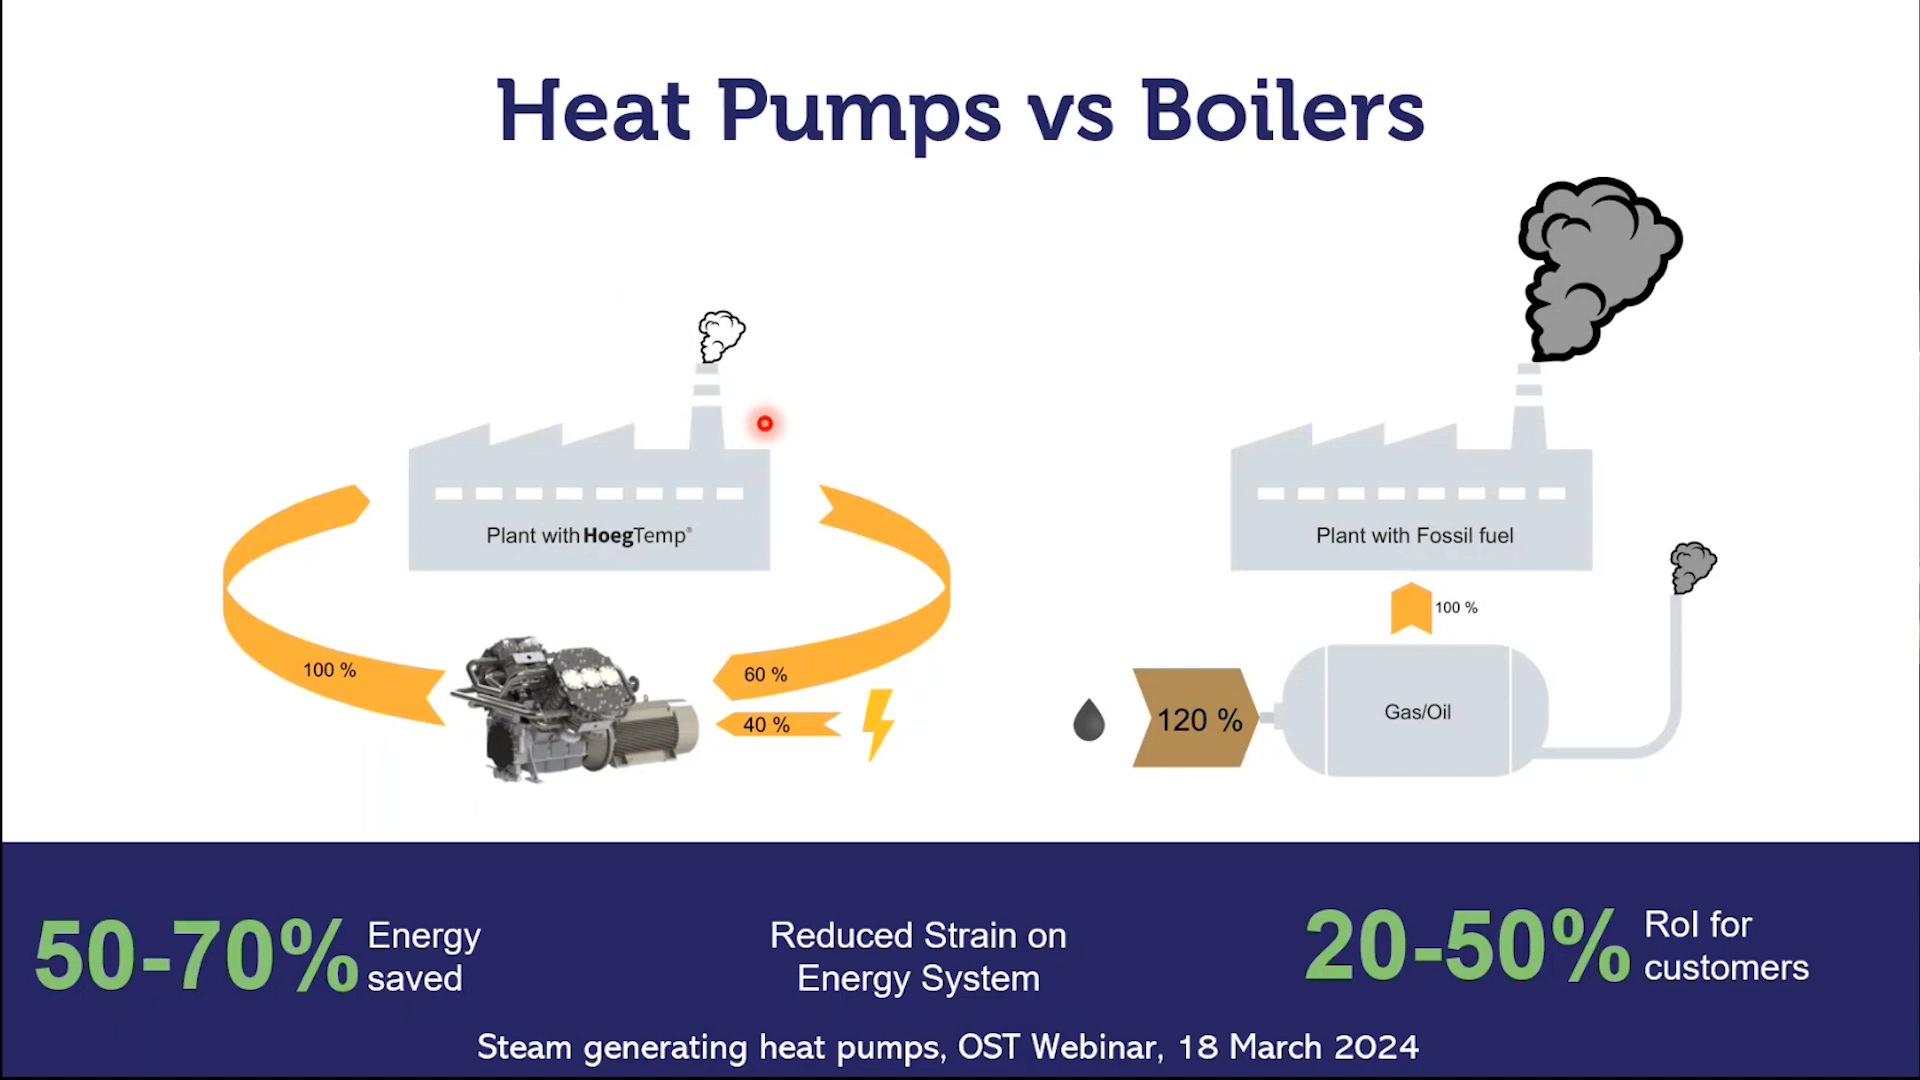 Heat Pumps vs Boilers
Plant with HoegTemp®
100 %
60 %
40 %
Plant with Fossil fuel
100 %
120 %
Gas/Oil
50-70% Energy
saved
Reduced Strain on
Energy System
20-50% RoI for
customers
Steam generating heat pumps, OST Webinar, 18 March 2024